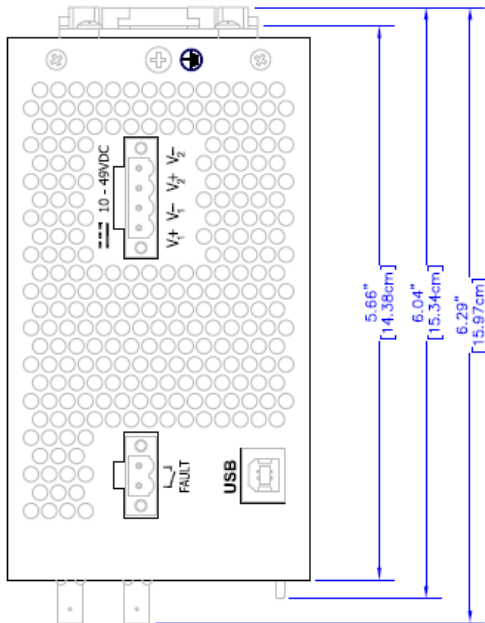 10 - 49VDC
V1+ V1- V2+ V2-
FAULT
USB
5.66"
[14.38cm]
6.04"
[15.34cm]
6.29"
[15.97cm]